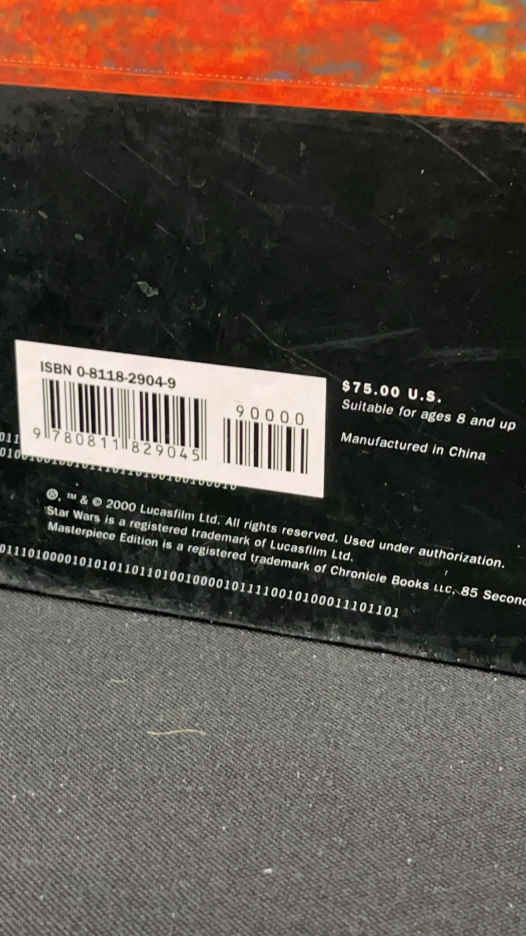 ISBN 0-8118-2904-9
90000
9 780811 829045
$75.00 U.S.
Suitable for ages 8 and up
Manufactured in China
011
®, ™ & © 2000 Lucasfilm Ltd. All rights reserved. Used under authorization.
Star Wars is a registered trademark of Lucasfilm Ltd.
Masterpiece Edition is a registered trademark of Chronicle Books LLC, 85 Second